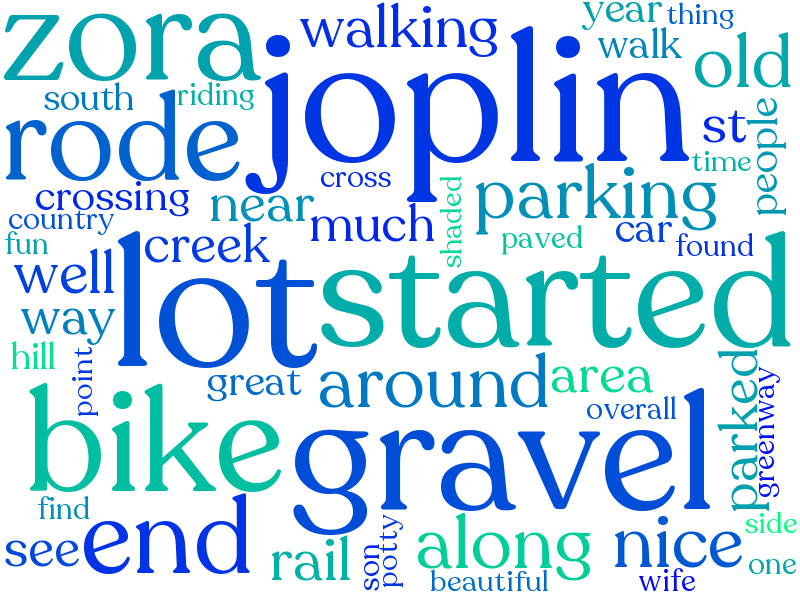 year thing
walking
walk
zora
joplin
old
south
riding
rode
st
people
time
crossing
cross
near
parking
country
much
shaded
car
fun
creek
paved
found
well
lot
started
way
hill
point
great
around
area
overall
parked
greenway
bike
gravel
find
end
see
rail
son
potty
along
nice
side
one
beautiful
wife